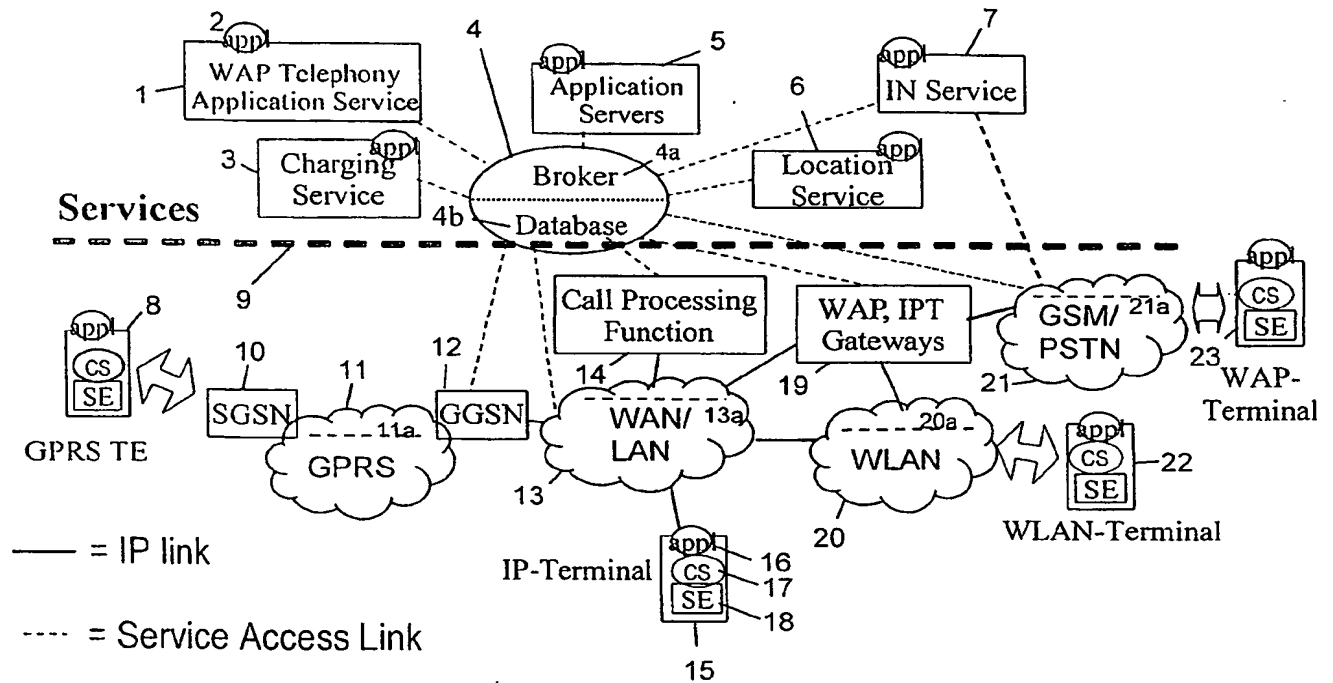 2
appl
WAP Telephony
Application Service
1
4
appl
5
Application
Servers
7
appl
IN Service
6
3
appl
Charging
Service
4a
Broker
4b
Database
appl
Location
Service
Services
9
8
appl
CS
SE
GPRS TE
10
SGSN
11
11a
GPRS
12
GGSN
Call Processing
Function
14
13a
WAN/
LAN
13
WAP, IPT
Gateways
19
21a
GSM/
PSTN
21
appl
CS
SE
23
WAP-
Terminal
20a
WLAN
20
appl
CS
SE
22
WLAN-Terminal
IP-Terminal
appl
16
CS
17
SE
18
15
= IP link
= Service Access Link